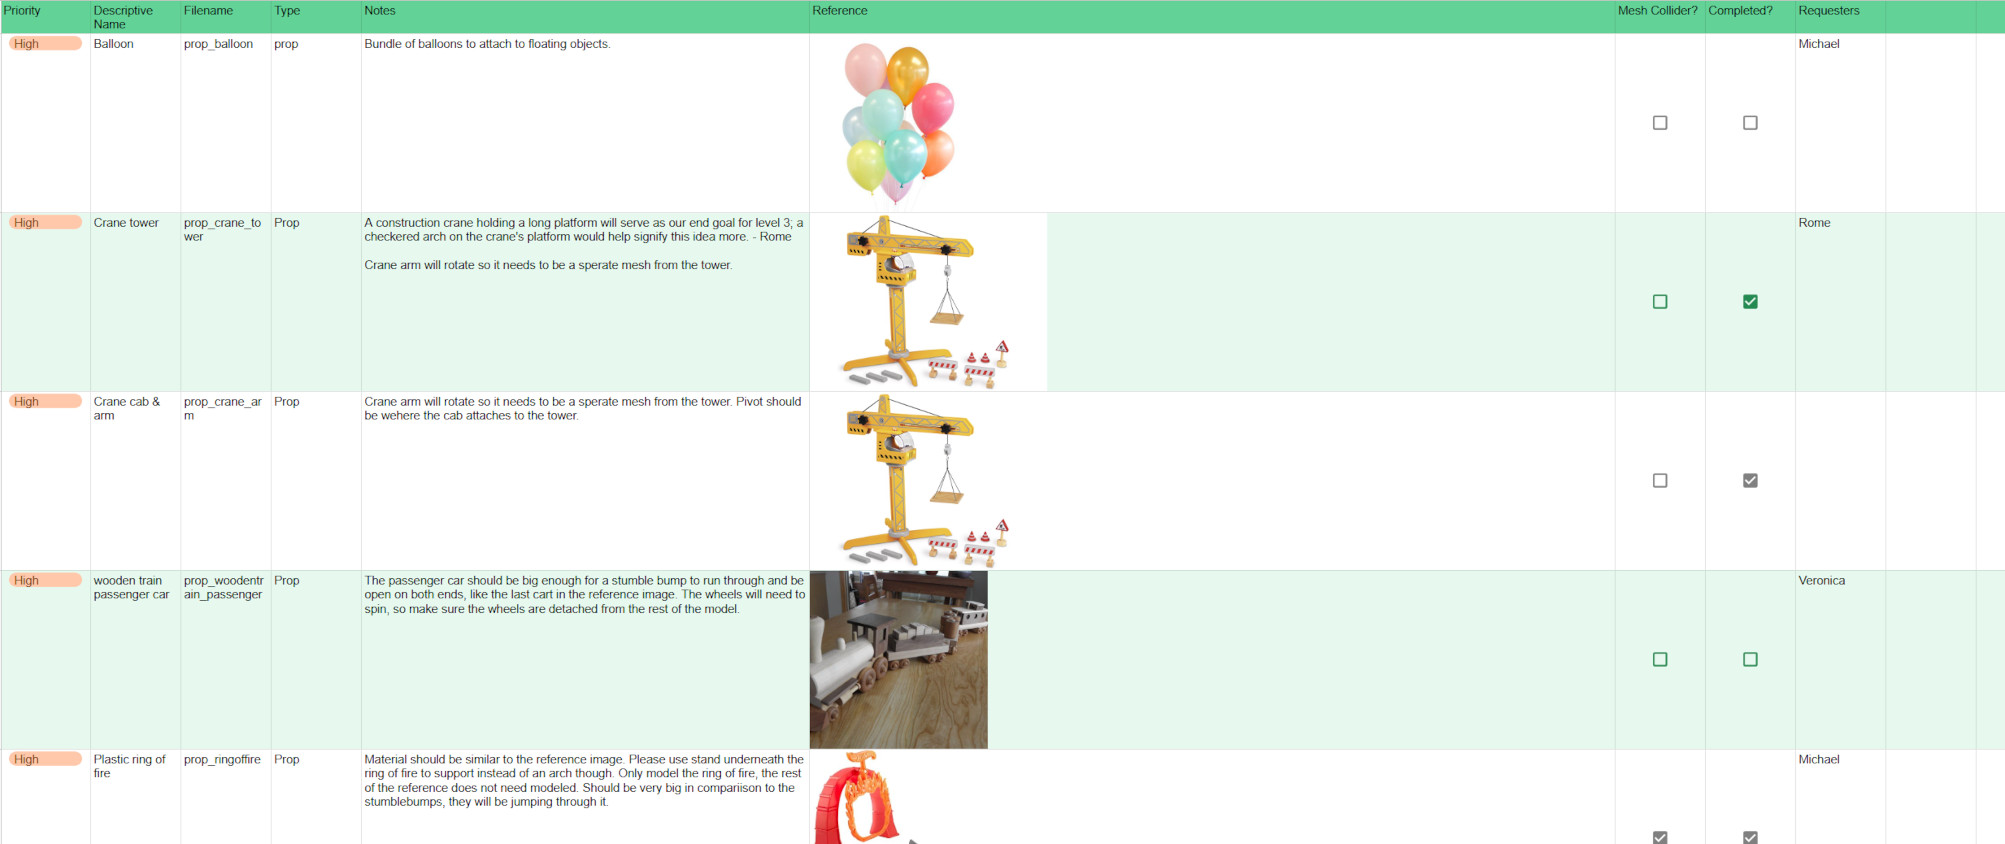 Priority
Descriptive
Name
Filename
Type
Notes
Reference
Mesh Collider?
Completed?
Requesters
High
Balloon
prop_balloon
prop
Bundle of balloons to attach to floating objects.
Michael
High
Crane tower
prop_crane_to
wer
Prop
A construction crane holding a long platform will serve as our end goal for level 3; a
checkered arch on the crane's platform would help signify this idea more. - Rome
Crane arm will rotate so it needs to be a sperate mesh from the tower.
Rome
High
Crane cab &
arm
prop_crane_ar
m
Prop
Crane arm will rotate so it needs to be a sperate mesh from the tower. Pivot should
be wehere the cab attaches to the tower.
High
wooden train
passenger car
prop_woodentr
ain_passenger
Prop
The passenger car should be big enough for a stumble bump to run through and be
open on both ends, like the last cart in the reference image. The wheels will need to
spin, so make sure the wheels are detached from the rest of the model.
Veronica
High
Plastic ring of
fire
prop_ringoffire
Prop
Material should be similar to the reference image. Please use stand underneath the
ring of fire to support instead of an arch though. Only model the ring of fire, the rest
of the reference does not need modeled. Should be very big in compariison to the
stumblebumps, they will be jumping through it.
Michael